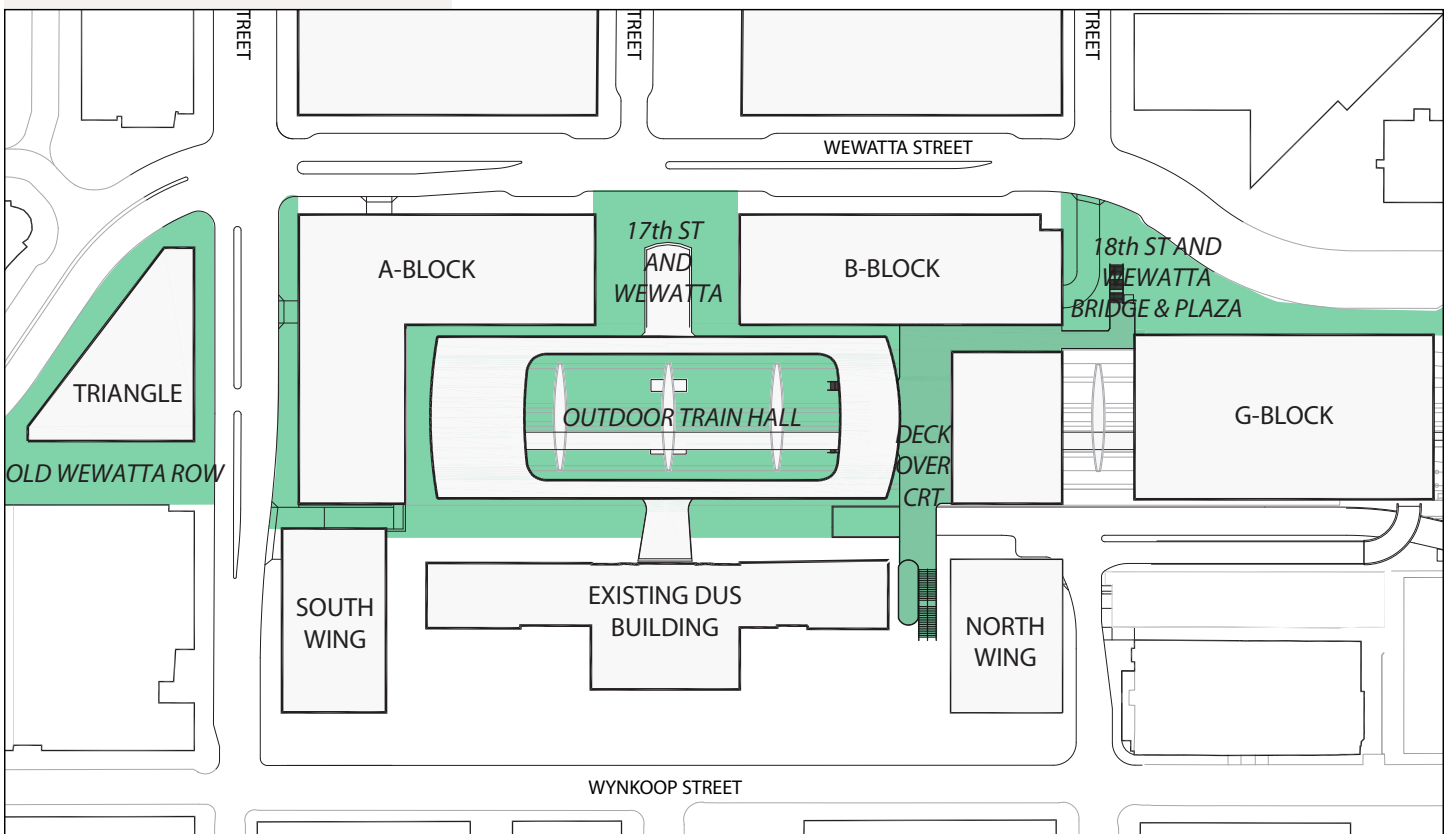 STREET
STREET
STREET
WEWATTA STREET
17th ST
AND
WEWATTA
18th ST AND
WEWATTA
BRIDGE & PLAZA
A-BLOCK
B-BLOCK
TRIANGLE
OUTDOOR TRAIN HALL
G-BLOCK
DECK
OVER
CRT
OLD WEWATTA ROW
SOUTH
WING
EXISTING DUS
BUILDING
NORTH
WING
WYNKOOP STREET